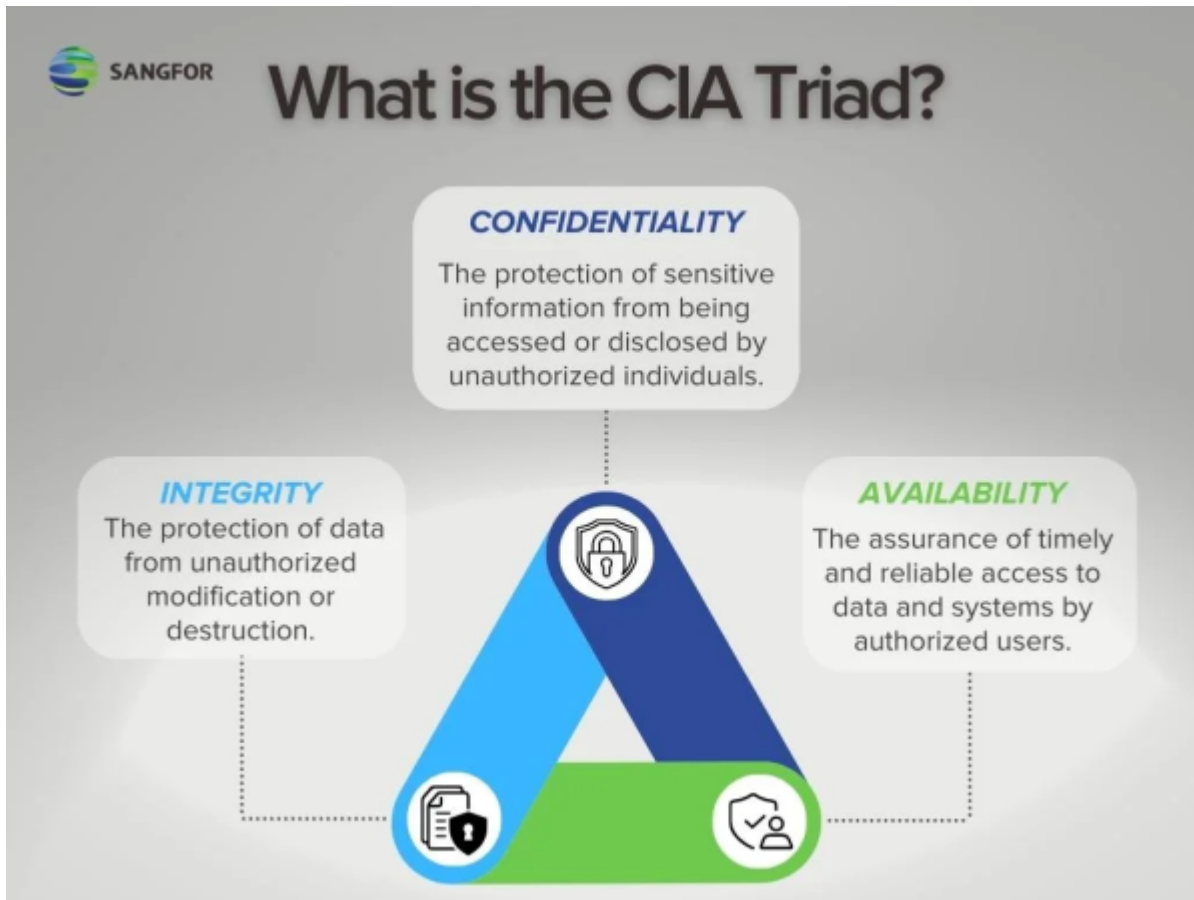 SANGFOR
What is the CIA Triad?
CONFIDENTIALITY
The protection of sensitive
information from being
accessed or disclosed by
unauthorized individuals.
INTEGRITY
The protection of data
from unauthorized
modification or
destruction.
AVAILABILITY
The assurance of timely
and reliable access to
data and systems by
authorized users.